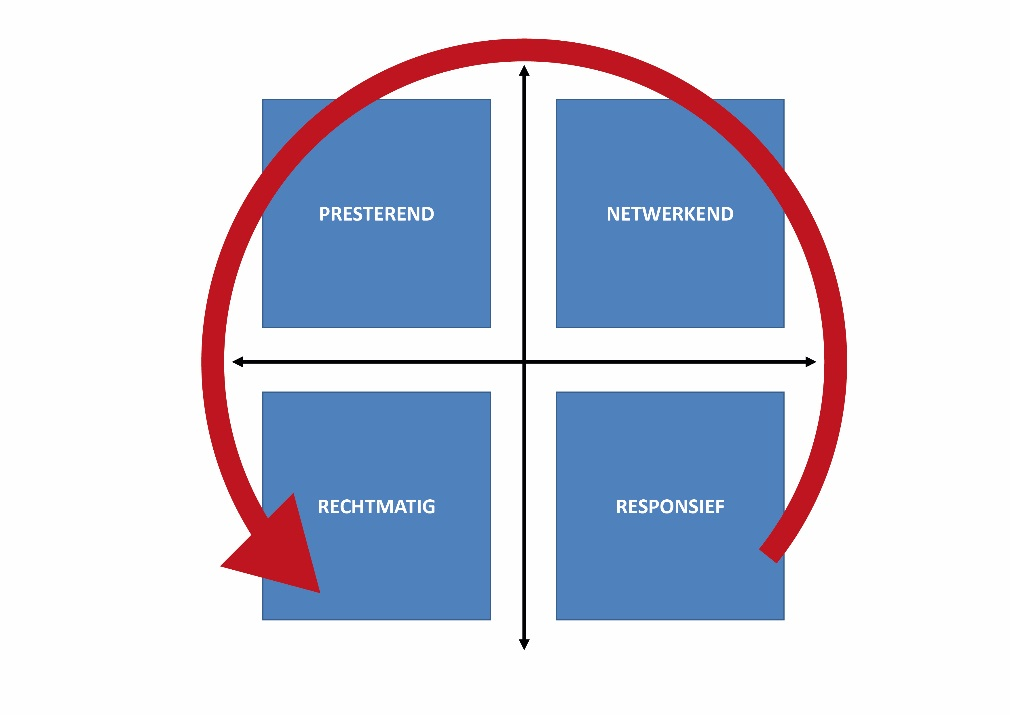 PRESTEREND
NETWERKEND
RECHTMATIG
RESPONSIEF